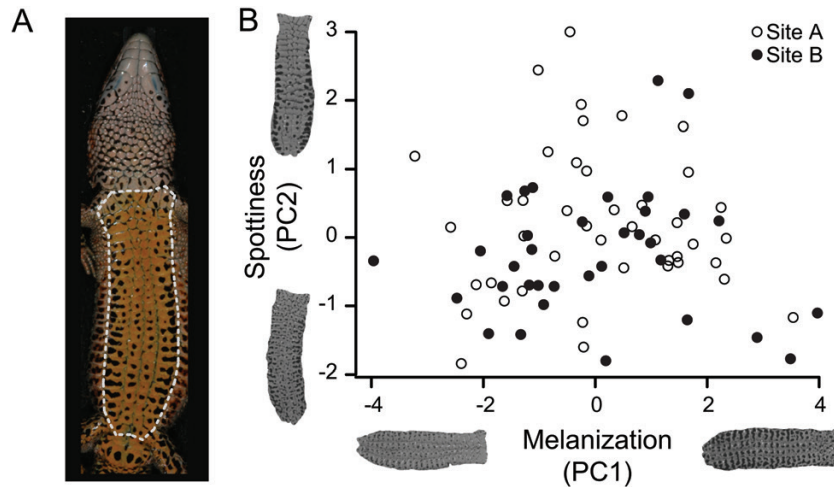 A
B
Spottiness
(PC2)
3
2
1
0
-1
-2
Site A
Site B
-4
-2
0
2
4
Melanization
(PC1)